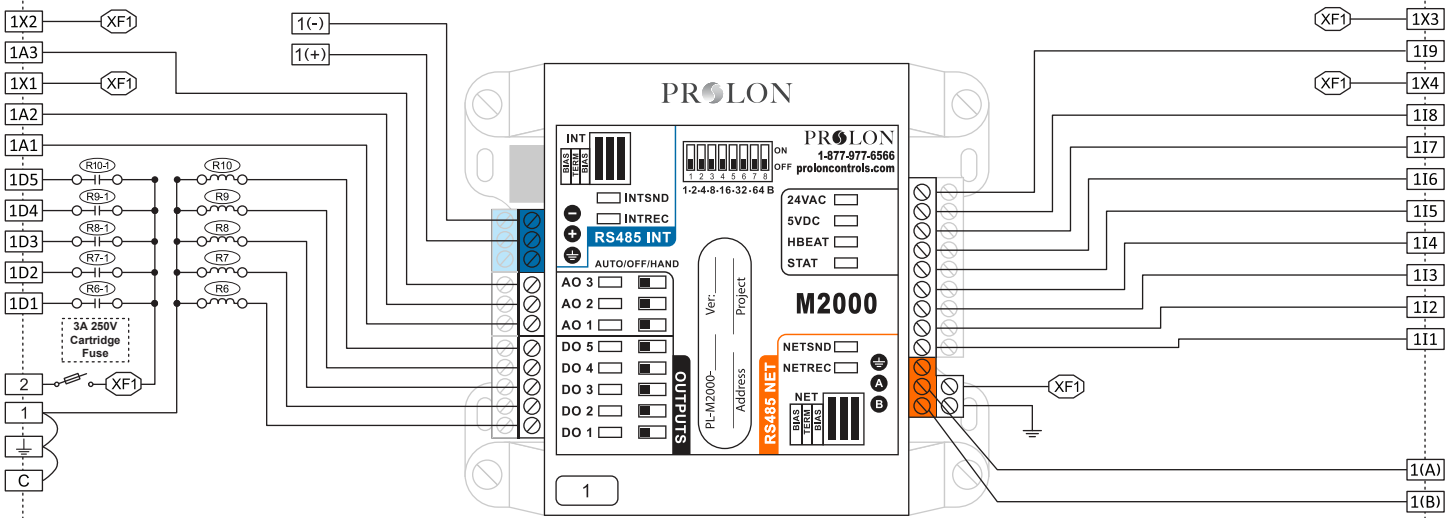 1X2
XF1
1A3
1X1
XF1
1A2
1A1
R10-1
R10
1D5
R9-1
R9
1D4
R8-1
R8
1D3
R7-1
R7
1D2
R6-1
R6
1D1
3A 250V
Cartridge
Fuse
2
XF1
1
C
1(-)
1(+)
PROLON
INT
BIAS
TERM
BIAS
INTSND
INTREC
RS485 INT
AUTO/OFF/HAND
AO 3
AO 2
AO 1
DO 5
DO 4
DO 3
DO 2
DO 1
OUTPUTS
1
ON
OFF
1 2 3 4 5 6 7 8
1-2-4-8-16-32-64 B
PROLON
1-877-977-6566
proloncontrols.com
24VAC
5VDC
HBEAT
STAT
M2000
Ver:
Project
PL-M2000-
Address
NETSND
NETREC
RS485 NET
NET
BIAS
TERM
BIAS
A
B
XF1
XF1
1X3
1I9
XF1
1X4
1I8
1I7
1I6
1I5
1I4
1I3
1I2
1I1
1(A)
1(B)